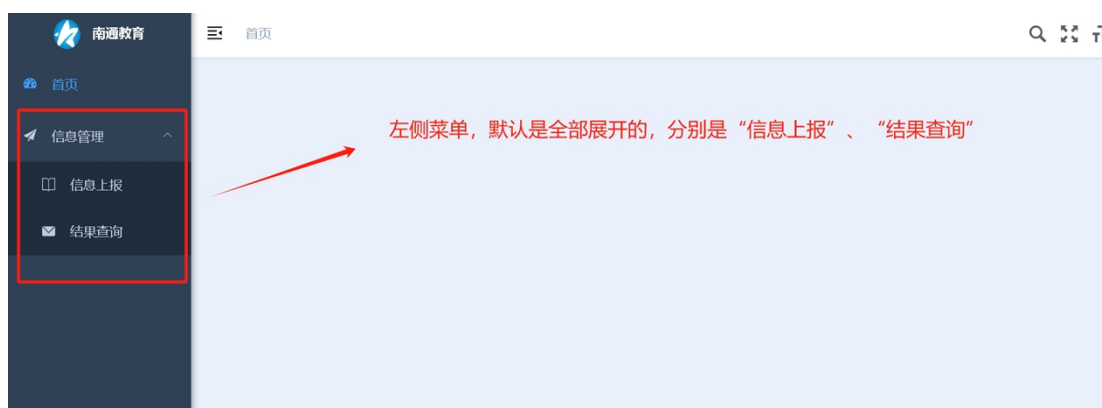 南通教育
首页
首页
信息管理
信息上报
结果查询
左侧菜单，默认是全部展开的，分别是“信息上报”、“结果查询”